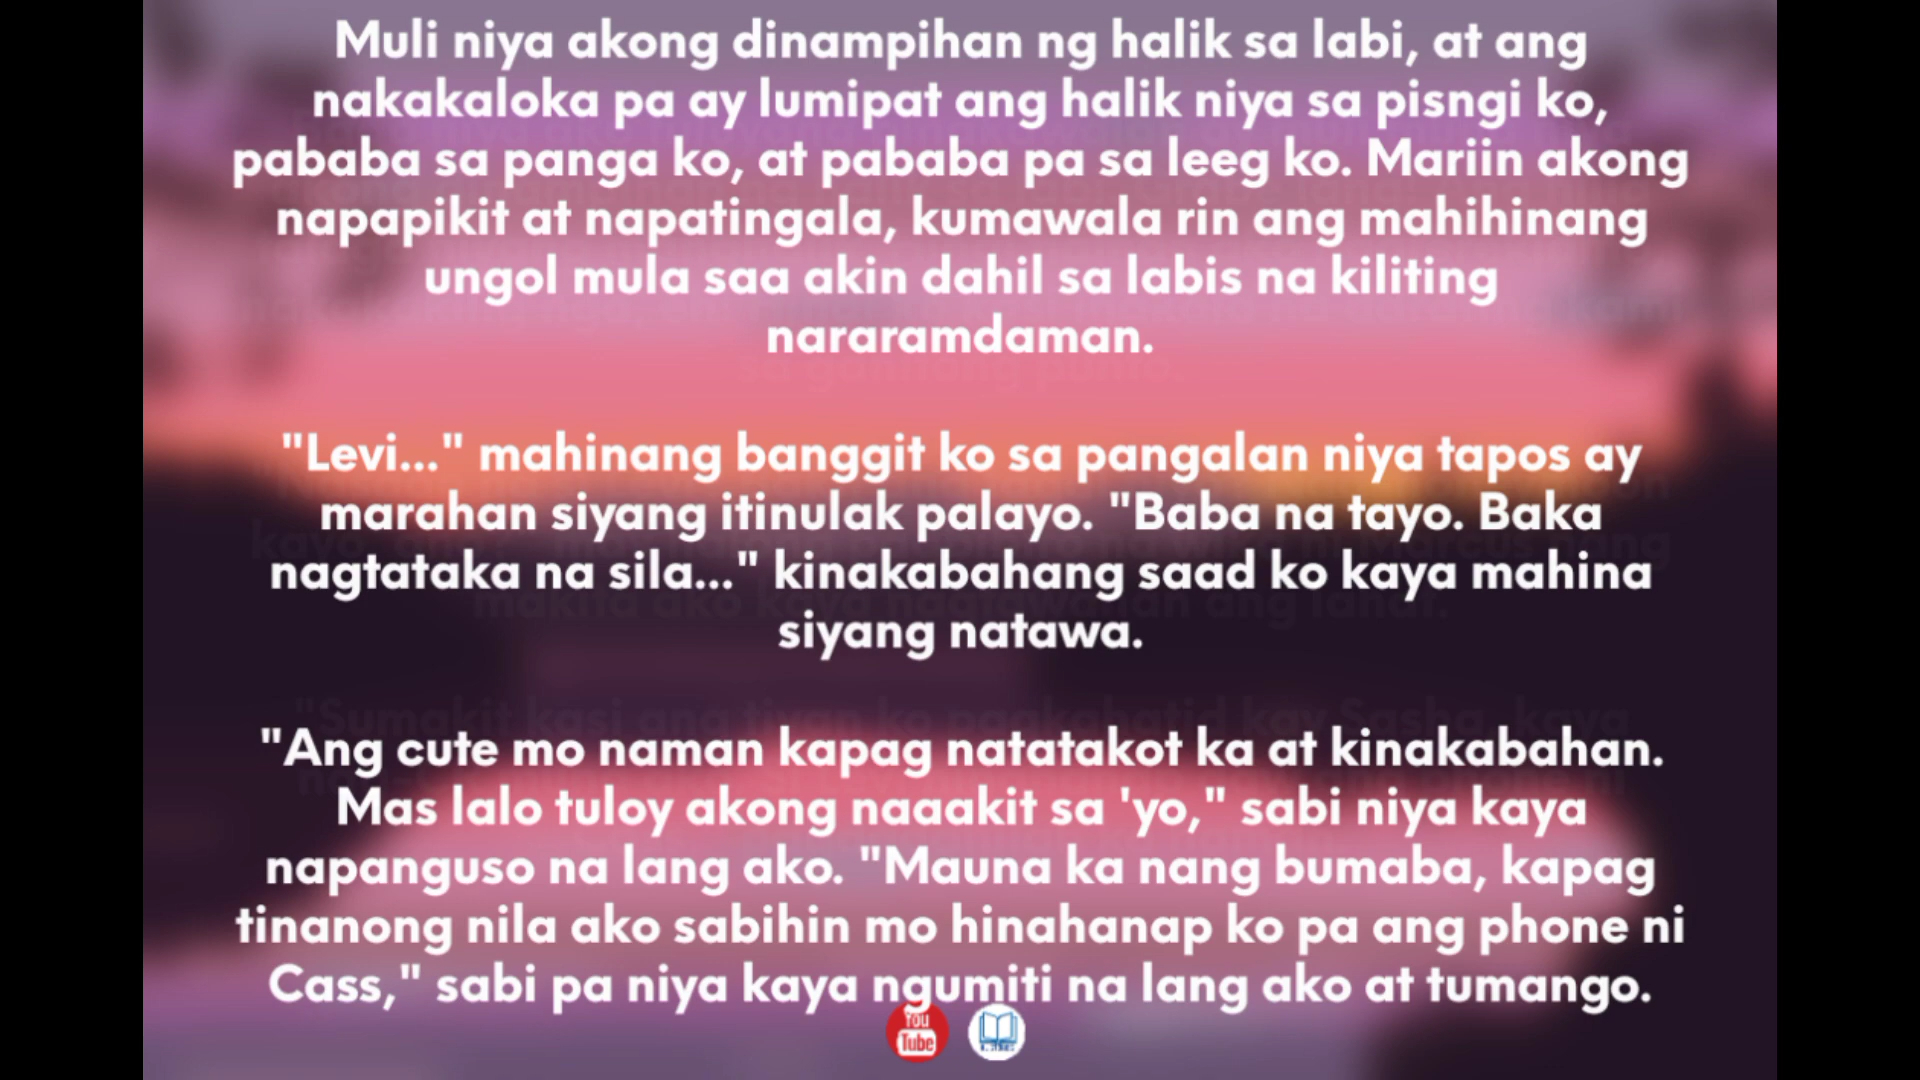 Muli niya akong dinampihan ng halik sa labi, at ang
nakakaloka pa ay lumipat ang halik niya sa pisngi ko,
pababa sa panga ko, at pababa pa sa leeg ko. Mariin akong
napapikit at napatingala, kumawala rin ang mahihinang
ungol mula saa akin dahil sa labis na kiliting
nararamdaman.
"Levi..." mahinang banggit ko sa pangalan niya tapos ay
marahan siyang itinulak palayo. "Baba na tayo. Baka
nagtataka na sila..." kinakabahang saad ko kaya mahina
siyang natawa.
"Ang cute mo naman kapag natatakot ka at kinakabahan.
Mas lalo tuloy akong naaakit sa 'yo," sabi niya kaya
napanguso na lang ako. "Mauna ka nang bumaba, kapag
tinanong nila ako sabihin mo hinahanap ko pa ang phone ni
Cass," sabi pa niya kaya ngumiti na lang ako at tumango.
You
Tube